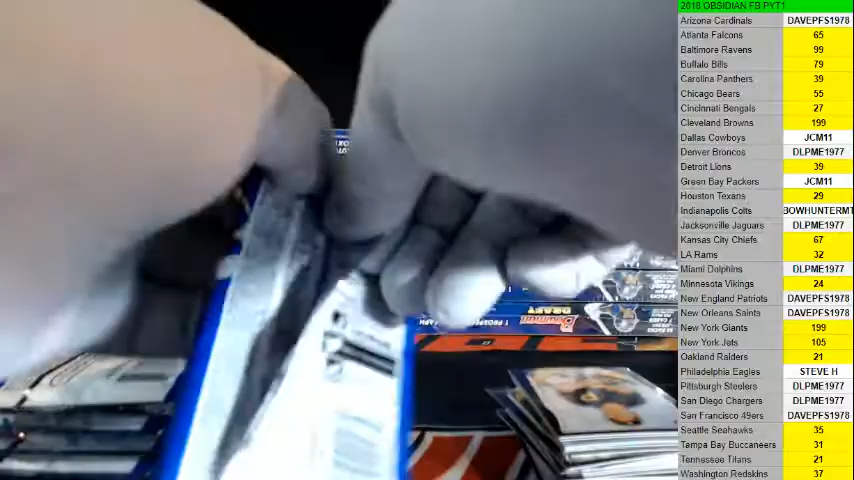 2018 OBSIDIAN FB PYT1
Arizona Cardinals DAVEPFS1978
Atlanta Falcons 65
Baltimore Ravens 99
Buffalo Bills 79
Carolina Panthers 39
Chicago Bears 55
Cincinnati Bengals 27
Cleveland Browns 199
Dallas Cowboys JCM11
Denver Broncos DLPME1977
Detroit Lions 39
Green Bay Packers JCM11
Houston Texans 29
Indianapolis Colts BOWHUNTERMT
Jacksonville Jaguars DLPME1977
Kansas City Chiefs 67
LA Rams 32
Miami Dolphins DLPME1977
Minnesota Vikings 24
New England Patriots DAVEPFS1978
New Orleans Saints DAVEPFS1978
New York Giants 199
New York Jets 105
Oakland Raiders 21
Philadelphia Eagles STEVE H
Pittsburgh Steelers DLPME1977
San Diego Chargers DLPME1977
San Francisco 49ers DAVEPFS1978
Seattle Seahawks 35
Tampa Bay Buccaneers 31
Tennessee Titans 21
Washington Redskins 37
Bowman
DRAFT